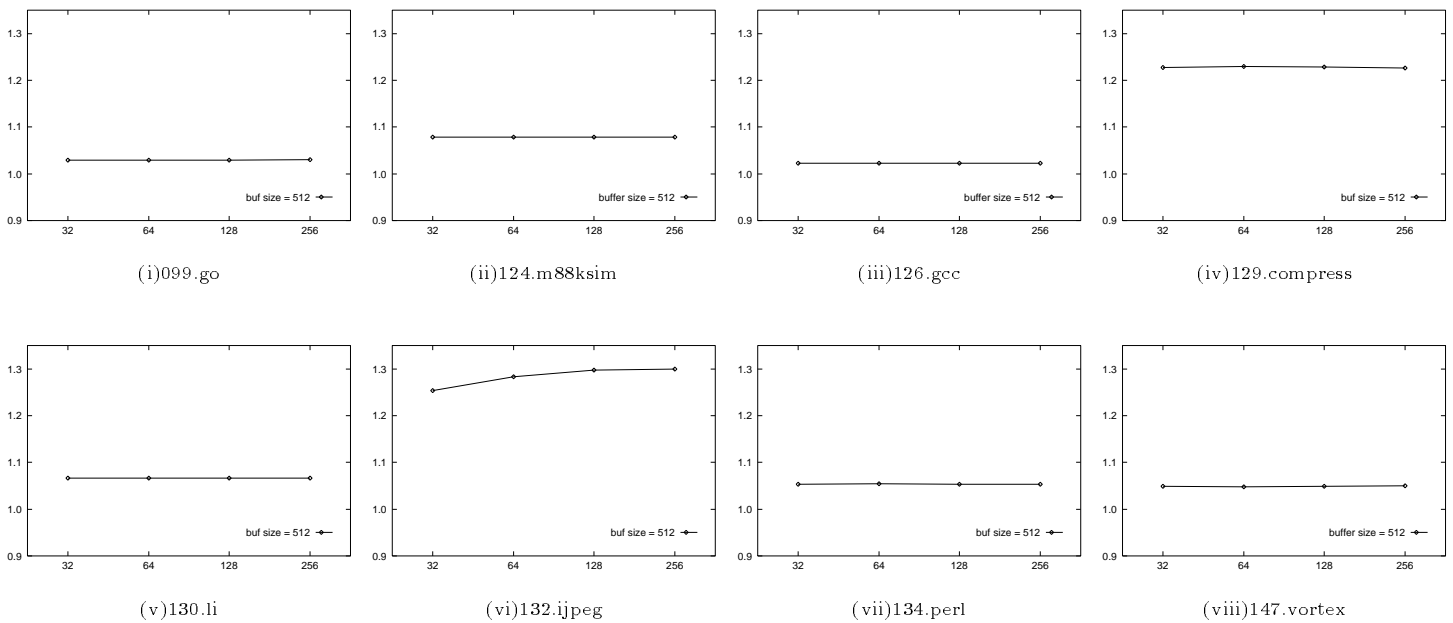 1.3
1.2
1.1
1.0
0.9
buf size = 512
32 64 128 256
(i)099.go
1.3
1.2
1.1
1.0
0.9
buffer size = 512
32 64 128 256
(ii)124.m88ksim
1.3
1.2
1.1
1.0
0.9
buffer size = 512
32 64 128 256
(iii)126.gcc
1.3
1.2
1.1
1.0
0.9
buf size = 512
32 64 128 256
(iv)129.compress
1.3
1.2
1.1
1.0
0.9
buf size = 512
32 64 128 256
(v)130.li
1.3
1.2
1.1
1.0
0.9
buf size = 512
32 64 128 256
(vi)132.ijpeg
1.3
1.2
1.1
1.0
0.9
buf size = 512
32 64 128 256
(vii)134.perl
1.3
1.2
1.1
1.0
0.9
buffer size = 512
32 64 128 256
(viii)147.vortex